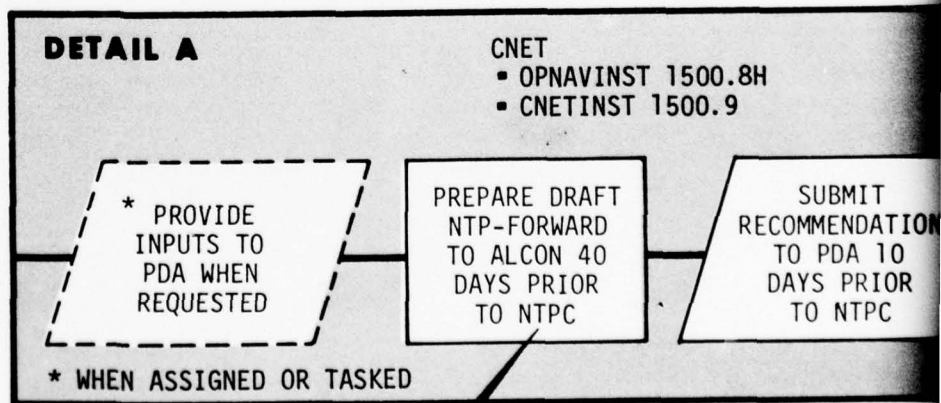 DETAIL A
CNET
▪ OPNAVINST 1500.8H
▪ CNETINST 1500.9
* PROVIDE
INPUTS TO
PDA WHEN
REQUESTED
PREPARE DRAFT
NTP-FORWARD
TO ALCON 40
DAYS PRIOR
TO NTPC
SUBMIT
RECOMMENDATION
TO PDA 10
DAYS PRIOR
TO NTPC
* WHEN ASSIGNED OR TASKED